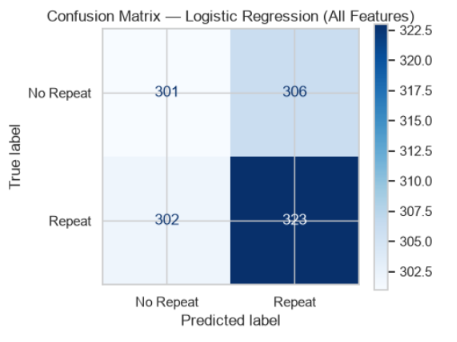 Confusion Matrix — Logistic Regression (All Features)
True label
No Repeat
301
306
Repeat
302
323
No Repeat
Repeat
Predicted label
322.5
320.0
317.5
315.0
312.5
310.0
307.5
305.0
302.5